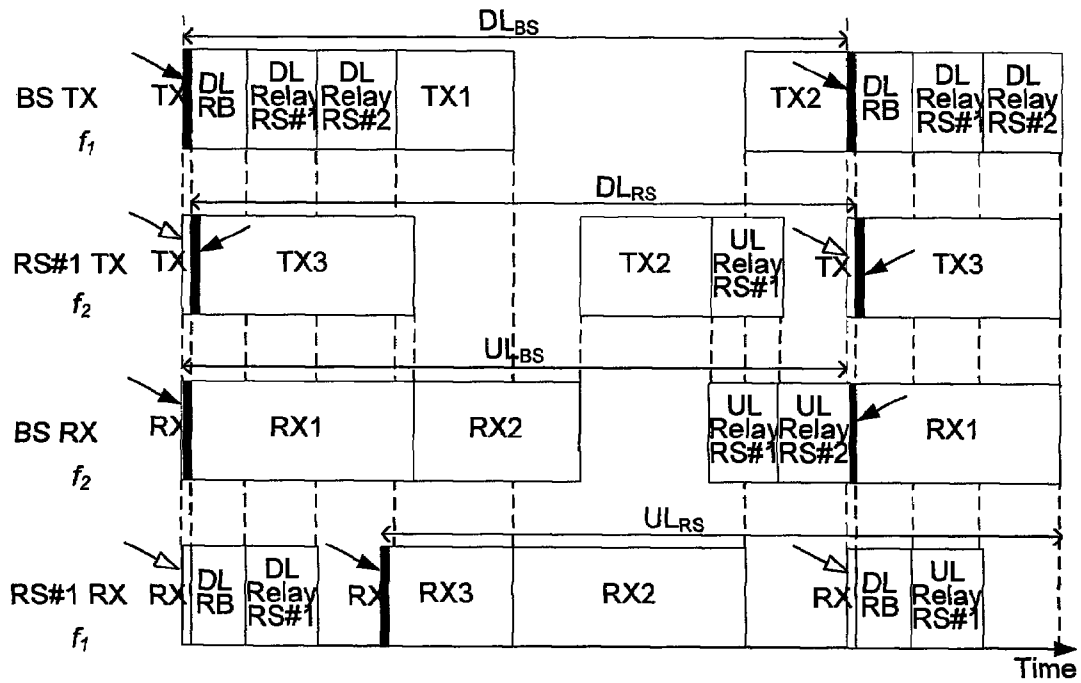 DLBS
BS TX
f1
TX
DL
RB
DL
Relay
RS#1
DL
Relay
RS#2
TX1
TX2
DL
RB
DL
Relay
RS#1
DL
Relay
RS#2
DLRS
RS#1 TX
f2
TX
TX3
TX2
UL
Relay
RS#1
TX
TX3
ULBS
BS RX
f2
RX
RX1
RX2
UL
Relay
RS#1
UL
Relay
RS#2
RX1
ULRS
RS#1 RX
f1
RX
DL
RB
DL
Relay
RS#1
RX
RX3
RX2
RX
DL
RB
UL
Relay
RS#1
Time